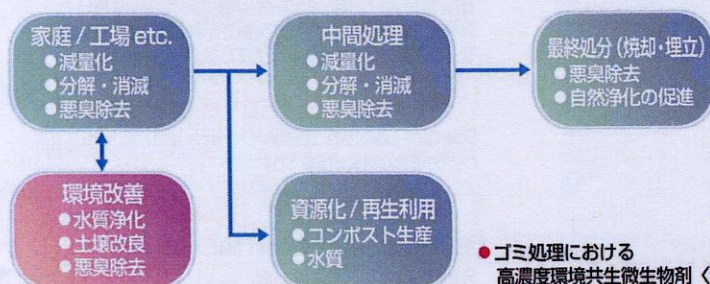 家庭 / 工場 etc.
●減量化
●分解・消滅
●悪臭除去
中間処理
●減量化
●分解・消滅
●悪臭除去
最終処分(焼却・埋立)
●悪臭除去
●自然浄化の促進
環境改善
●水質浄化
●土壌改良
●悪臭除去
資源化 / 再生利用
●コンポスト生産
●水質
●ゴミ処理における
高濃度環境共生微生物剤〈